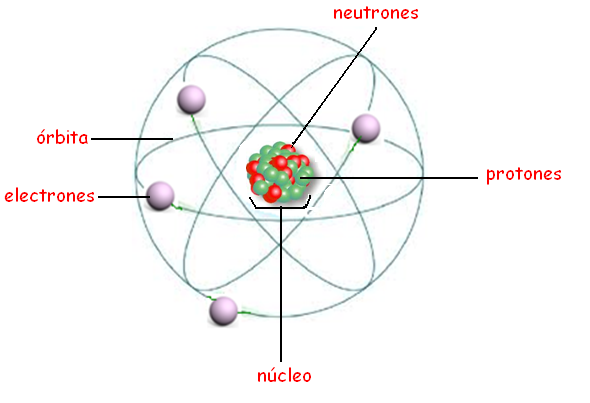 neutrones
órbita
protones
electrones
núcleo